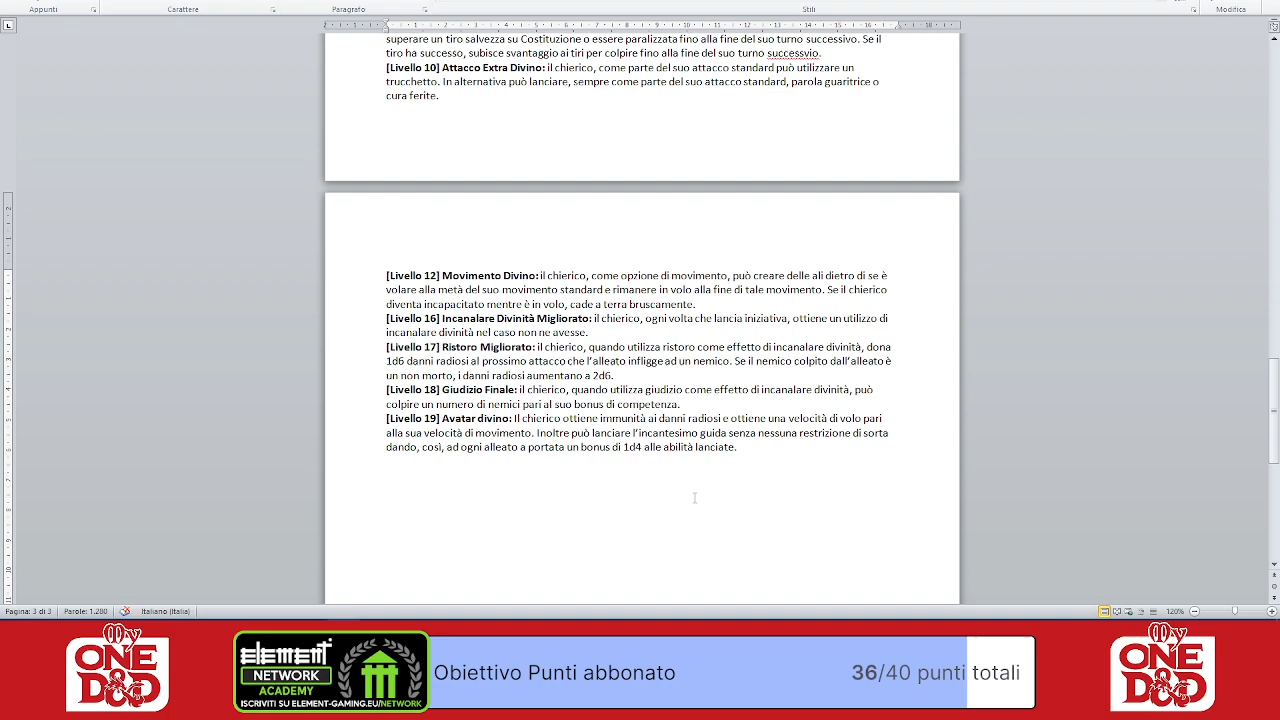 Appunti Carattere Paragrafo Stili Modifica
superare un tiro salvezza su Costituzione o essere paralizzata fino alla fine del suo turno successivo. Se il
tiro ha successo, subisce svantaggio ai tiri per colpire fino alla fine del suo turno successvio.
[Livello 10] Attacco Extra Divino: il chierico, come parte del suo attacco standard può utilizzare un
trucchetto. In alternativa può lanciare, sempre come parte del suo attacco standard, parola guaritrice o
cura ferite.
[Livello 12] Movimento Divino: il chierico, come opzione di movimento, può creare delle ali dietro di se è
volare alla metà del suo movimento standard e rimanere in volo alla fine di tale movimento. Se il chierico
diventa incapacitato mentre è in volo, cade a terra bruscamente.
[Livello 16] Incanalare Divinità Migliorato: il chierico, ogni volta che lancia iniziativa, ottiene un utilizzo di
incanalare divinità nel caso non ne avesse.
[Livello 17] Ristoro Migliorato: il chierico, quando utilizza ristoro come effetto di incanalare divinità, dona
1d6 danni radiosi al prossimo attacco che l'alleato infligge ad un nemico. Se il nemico colpito dall'alleato è
un non morto, i danni radiosi aumentano a 2d6.
[Livello 18] Giudizio Finale: il chierico, quando utilizza giudizio come effetto di incanalare divinità, può
colpire un numero di nemici pari al suo bonus di competenza.
[Livello 19] Avatar divino: Il chierico ottiene immunità ai danni radiosi e ottiene una velocità di volo pari
alla sua velocità di movimento. Inoltre può lanciare l'incantesimo guida senza nessuna restrizione di sorta
dando, così, ad ogni alleato a portata un bonus di 1d4 alle abilità lanciate.
Pagina: 3 di 3 Parole: 1.280 Italiano (Italia) 120%
My
ONE
D&D
element
NETWORK
ACADEMY
ISCRIVITI SU ELEMENT-GAMING.EU/NETWORK
Obiettivo Punti abbonato 36/40 punti totali
My
ONE
D&D